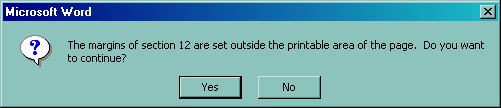 Microsoft Word
The margins of section 12 are set outside the printable area of the page.  Do you want
to continue?
Yes
No